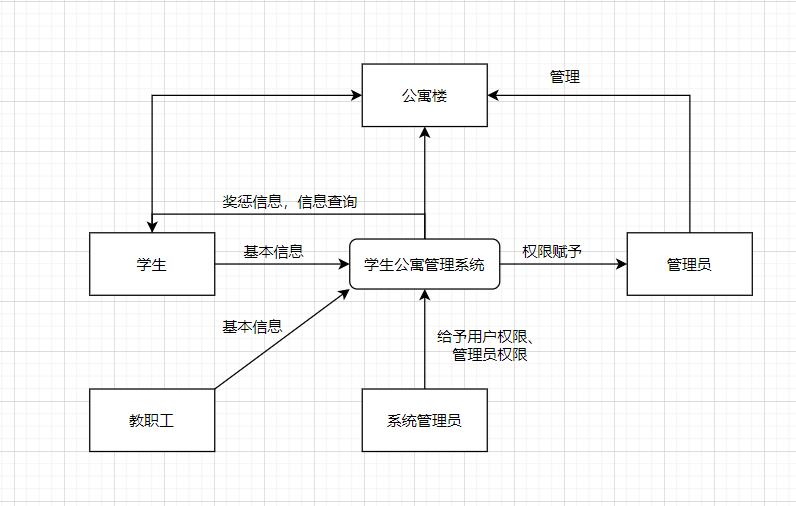 管理
公寓楼
奖惩信息，信息查询
学生
基本信息
学生公寓管理系统
权限赋予
管理员
基本信息
给予用户权限、
管理员权限
教职工
系统管理员